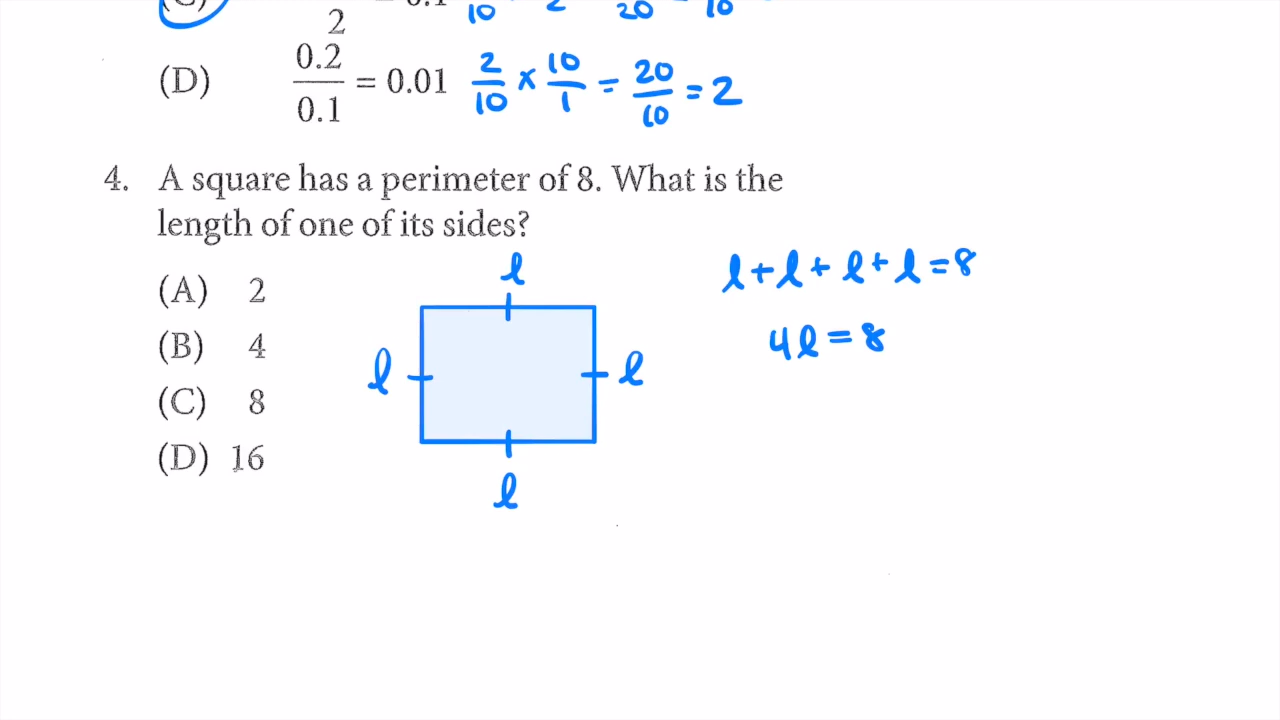 2
(D) 0.2/0.1 = 0.01 2/10 × 10/1 = 20/10 = 2
4. A square has a perimeter of 8. What is the
length of one of its sides?
l
l + l + l + l = 8
(A) 2
(B) 4
4l = 8
l
l
(C) 8
(D) 16
l